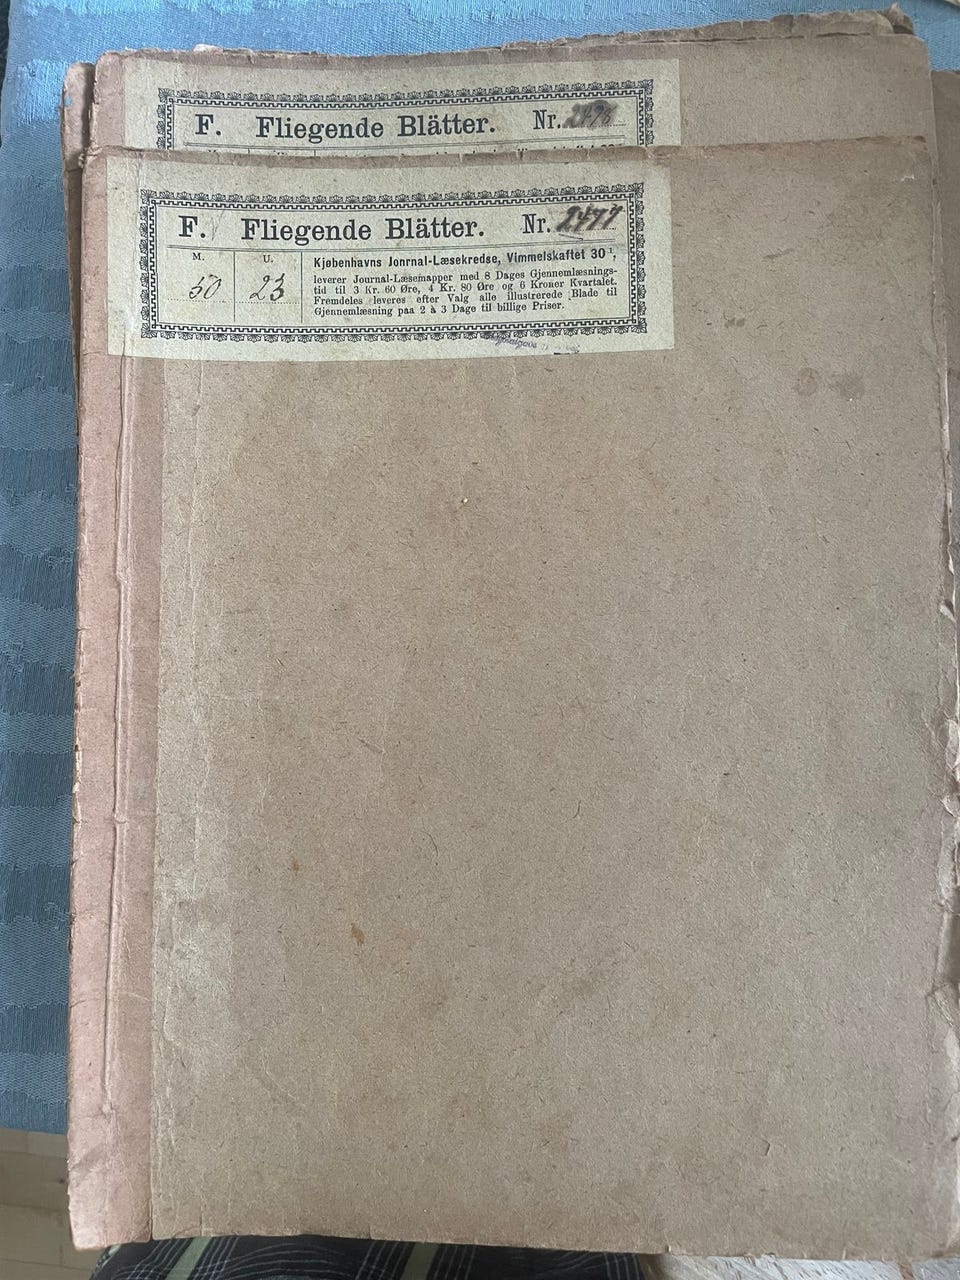 F. Fliegende Blätter. Nr. 2476
F. Fliegende Blätter. Nr. 2477
M. U. Kjøbenhavns Jonrnal-Læsekredse, Vimmelskaftet 30¹,
50 23 leverer Journal-Læsemapper med 8 Dages Gjennemlæsnings-
tid til 3 Kr. 60 Øre, 4 Kr. 80 Øre og 6 Kroner Kvartalet.
Fremdeles leveres efter Valg alle illustrerede Blade til
Gjennemlæsning paa 2 à 3 Dage til billige Priser.